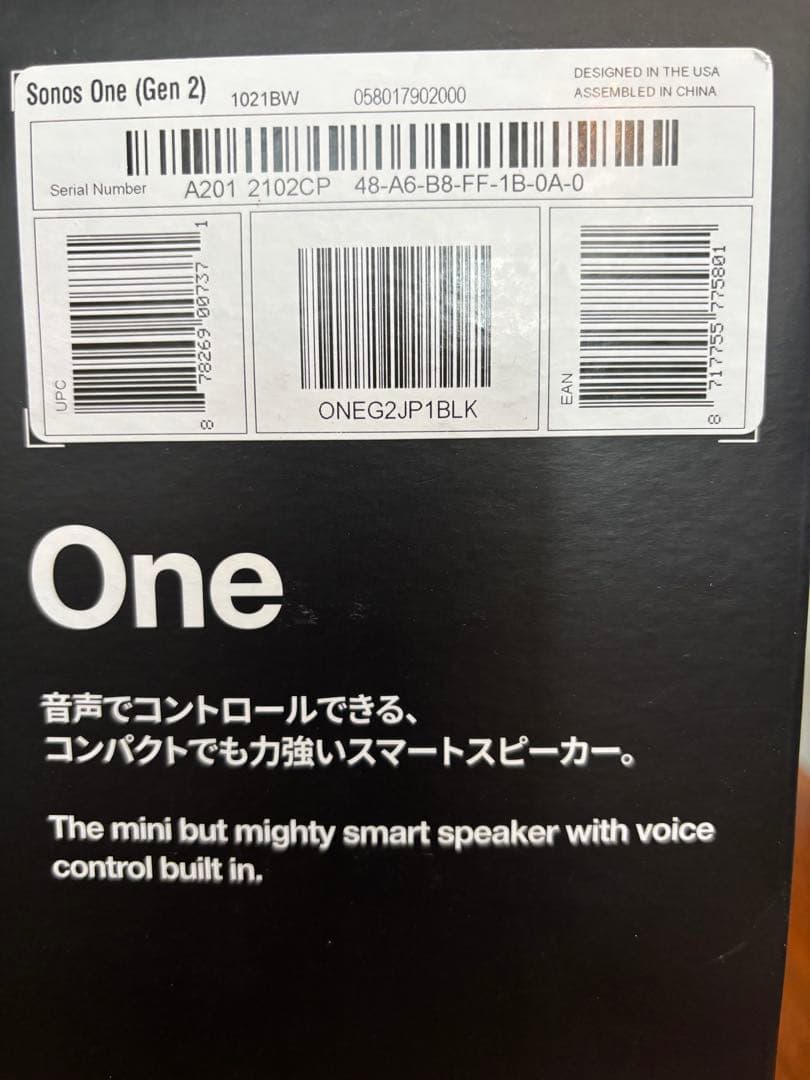 Sonos One (Gen 2) 1021BW 058017902000
DESIGNED IN THE USA
ASSEMBLED IN CHINA
Serial Number A201 2102CP 48-A6-B8-FF-1B-0A-0
UPC 8 78269 00737 1
ONEG2JP1BLK
EAN 8 717755 775801
One
音声でコントロールできる、
コンパクトでも力強いスマートスピーカー。
The mini but mighty smart speaker with voice
control built in.